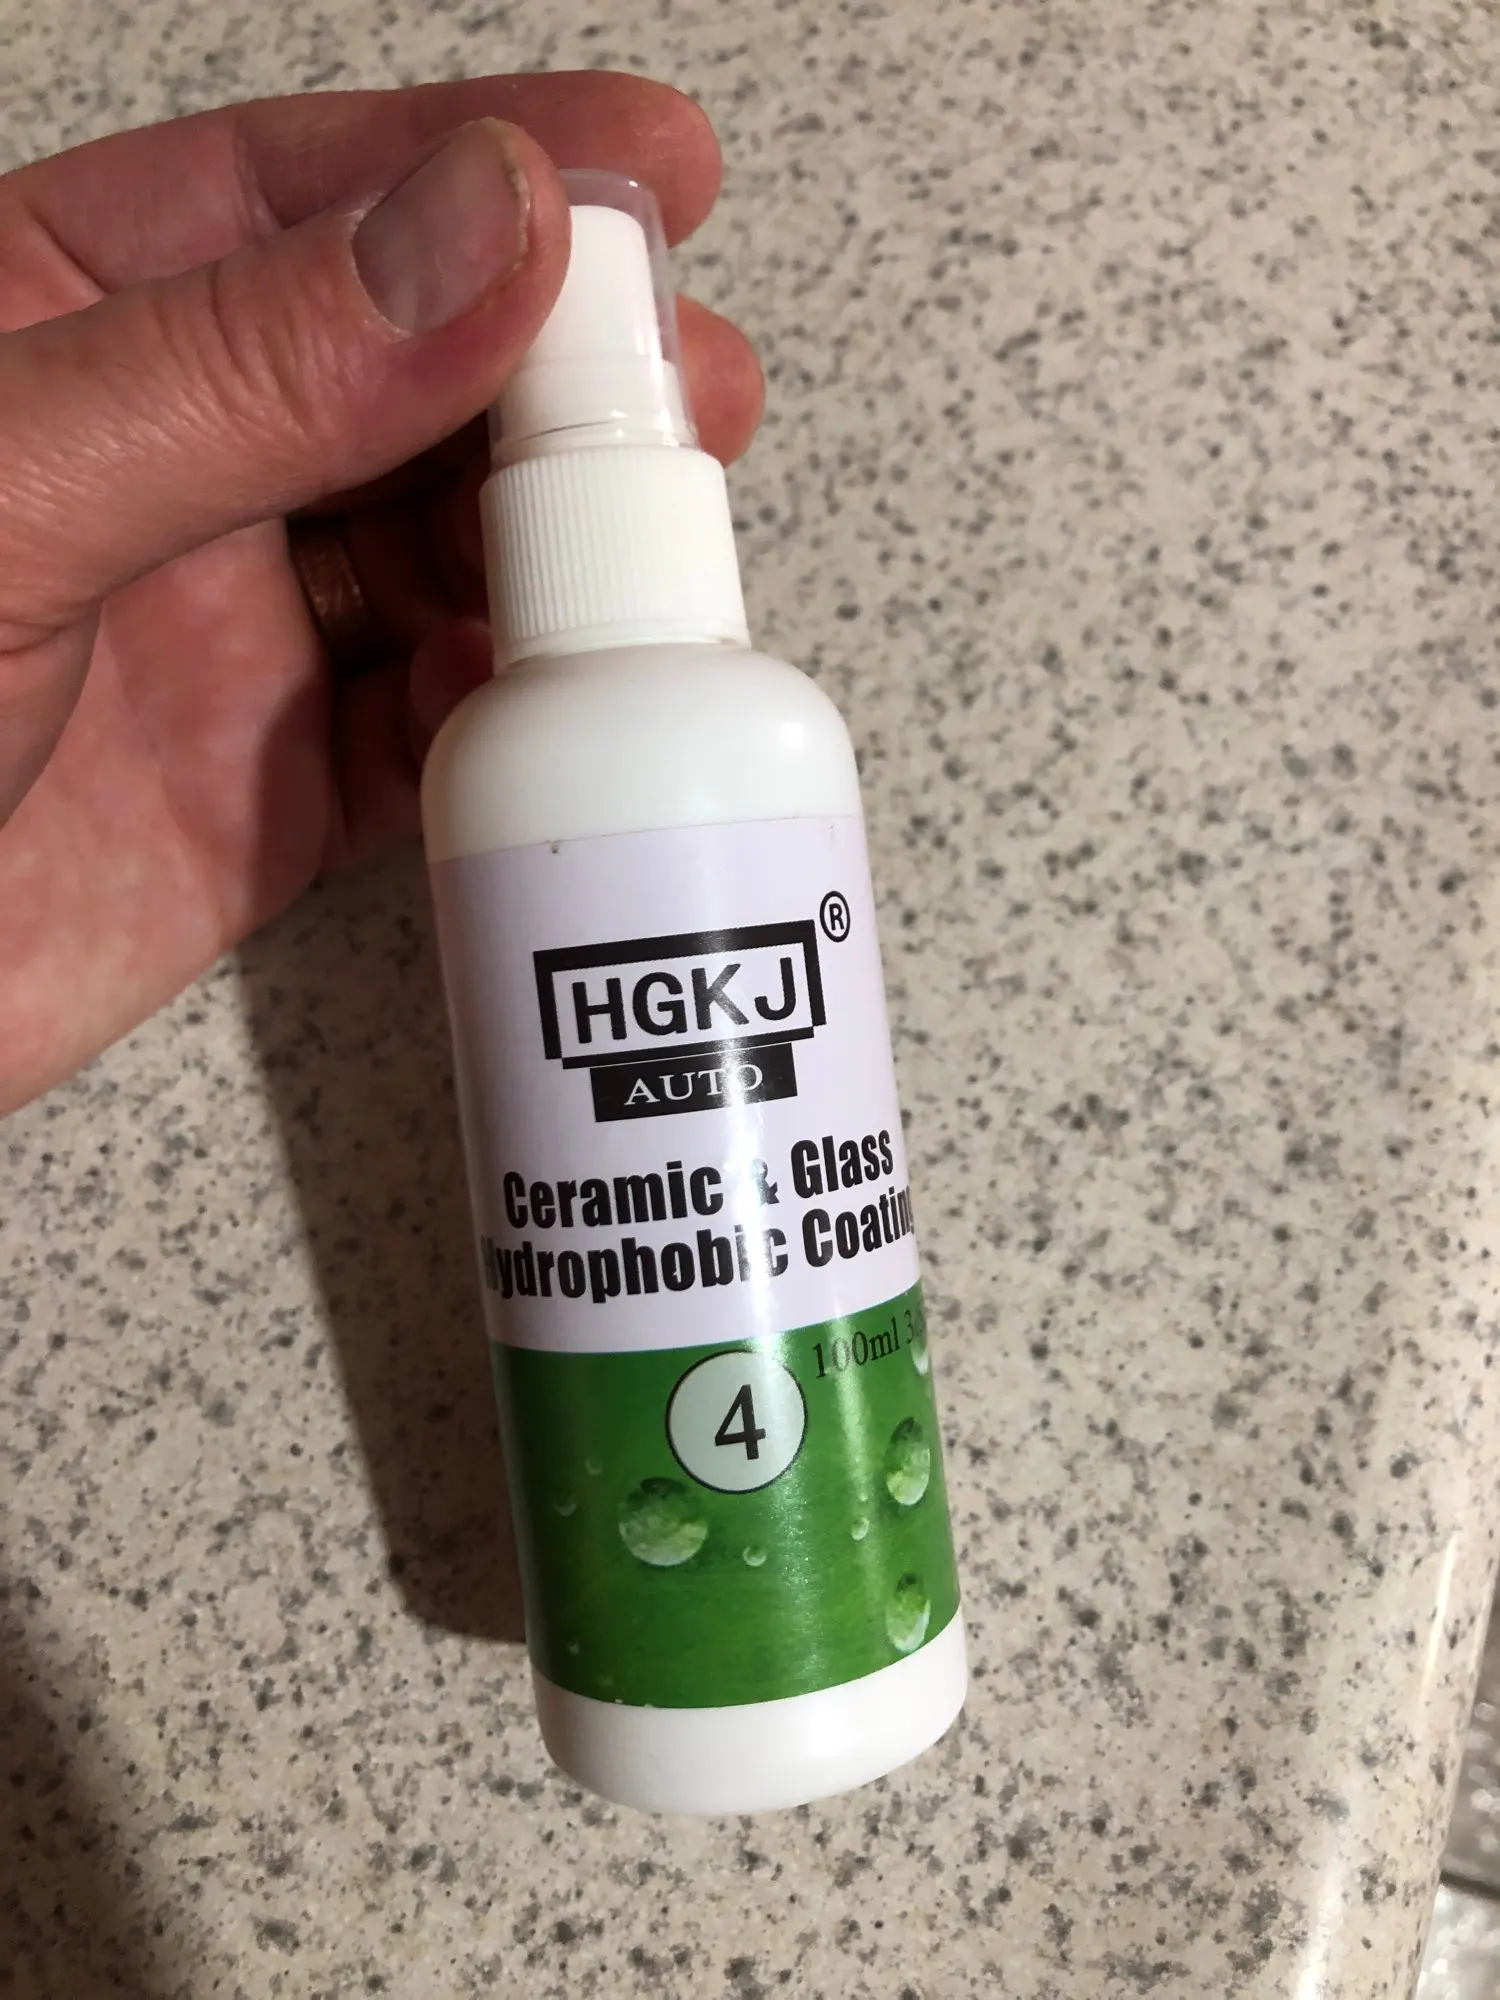 HGKJ ®
AUTO
Ceramic & Glass
Hydrophobic Coating
100ml
4